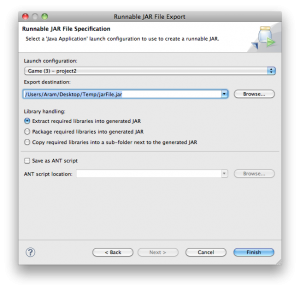 Runnable JAR File Export
Runnable JAR File Specification
Select a 'Java Application' launch configuration to use to create a runnable JAR.
Launch configuration:
Game (3) – project2
Export destination:
/Users/Aram/Desktop/Temp/jarFile.jar
Browse...
Library handling:
Extract required libraries into generated JAR
Package required libraries into generated JAR
Copy required libraries into a sub-folder next to the generated JAR
Save as ANT script
ANT script location:
Browse...
?
< Back
Next >
Cancel
Finish